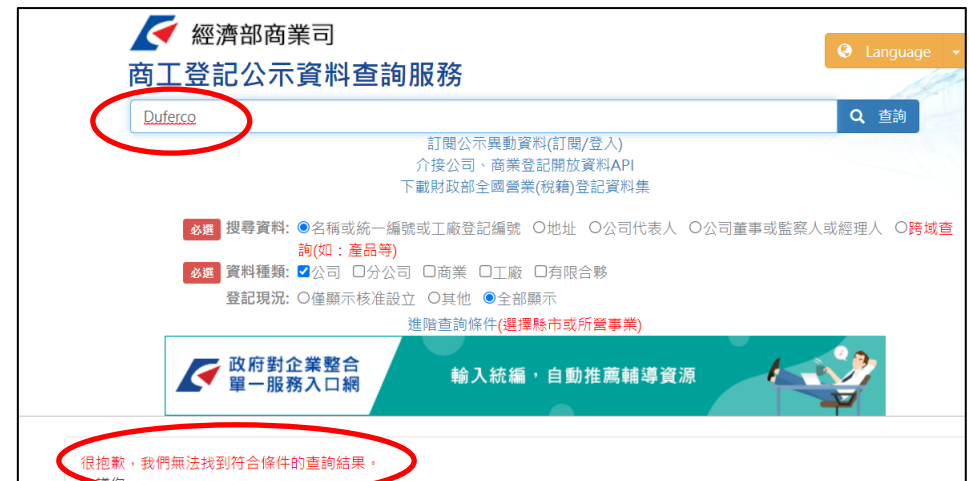 經濟部商業司
Language
商工登記公示資料查詢服務
Duferco
查詢
訂閱公示異動資料(訂閱/登入)
介接公司、商業登記開放資料API
下載財政部全國營業(稅籍)登記資料集
必選 搜尋資料: 名稱或統一編號或工廠登記編號 地址 公司代表人 公司董事或監察人或經理人 跨域查
詢(如：產品等)
必選 資料種類: 公司 分公司 商業 工廠 有限合夥
登記現況: 僅顯示核准設立 其他 全部顯示
進階查詢條件(選擇縣市或所營事業)
政府對企業整合
單一服務入口網
輸入統編，自動推薦輔導資源
很抱歉，我們無法找到符合條件的查詢結果。